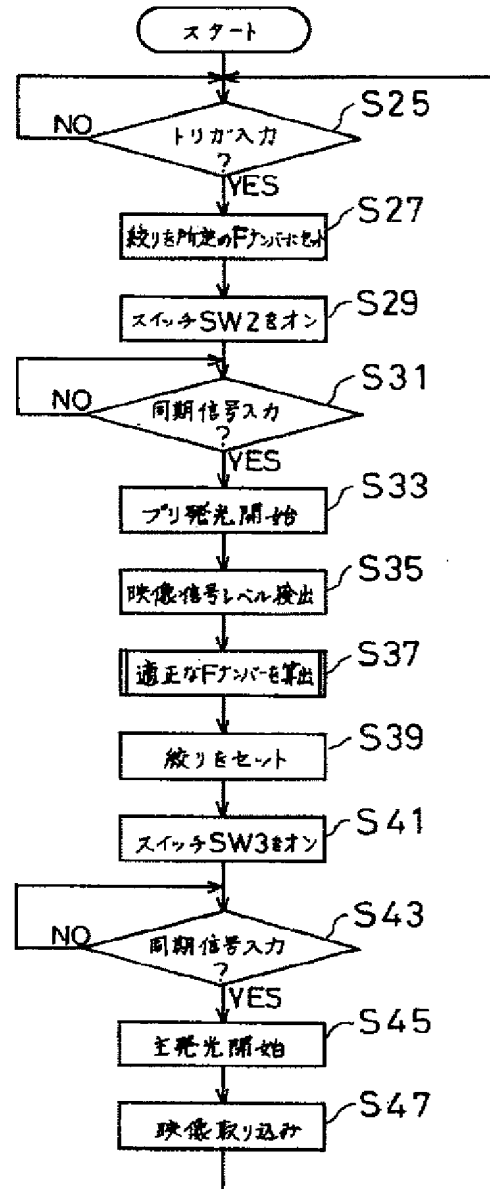 スタート
S25
NO
トリガ入力
?
YES
S27
絞りを所定のFナンバーにセット
S29
スイッチSW2をオン
S31
NO
同期信号入力
?
YES
S33
プリ発光開始
S35
映像信号レベル検出
S37
適正なFナンバーを算出
S39
絞りをセット
S41
スイッチSW3をオン
S43
NO
同期信号入力
?
YES
S45
主発光開始
S47
映像取り込み